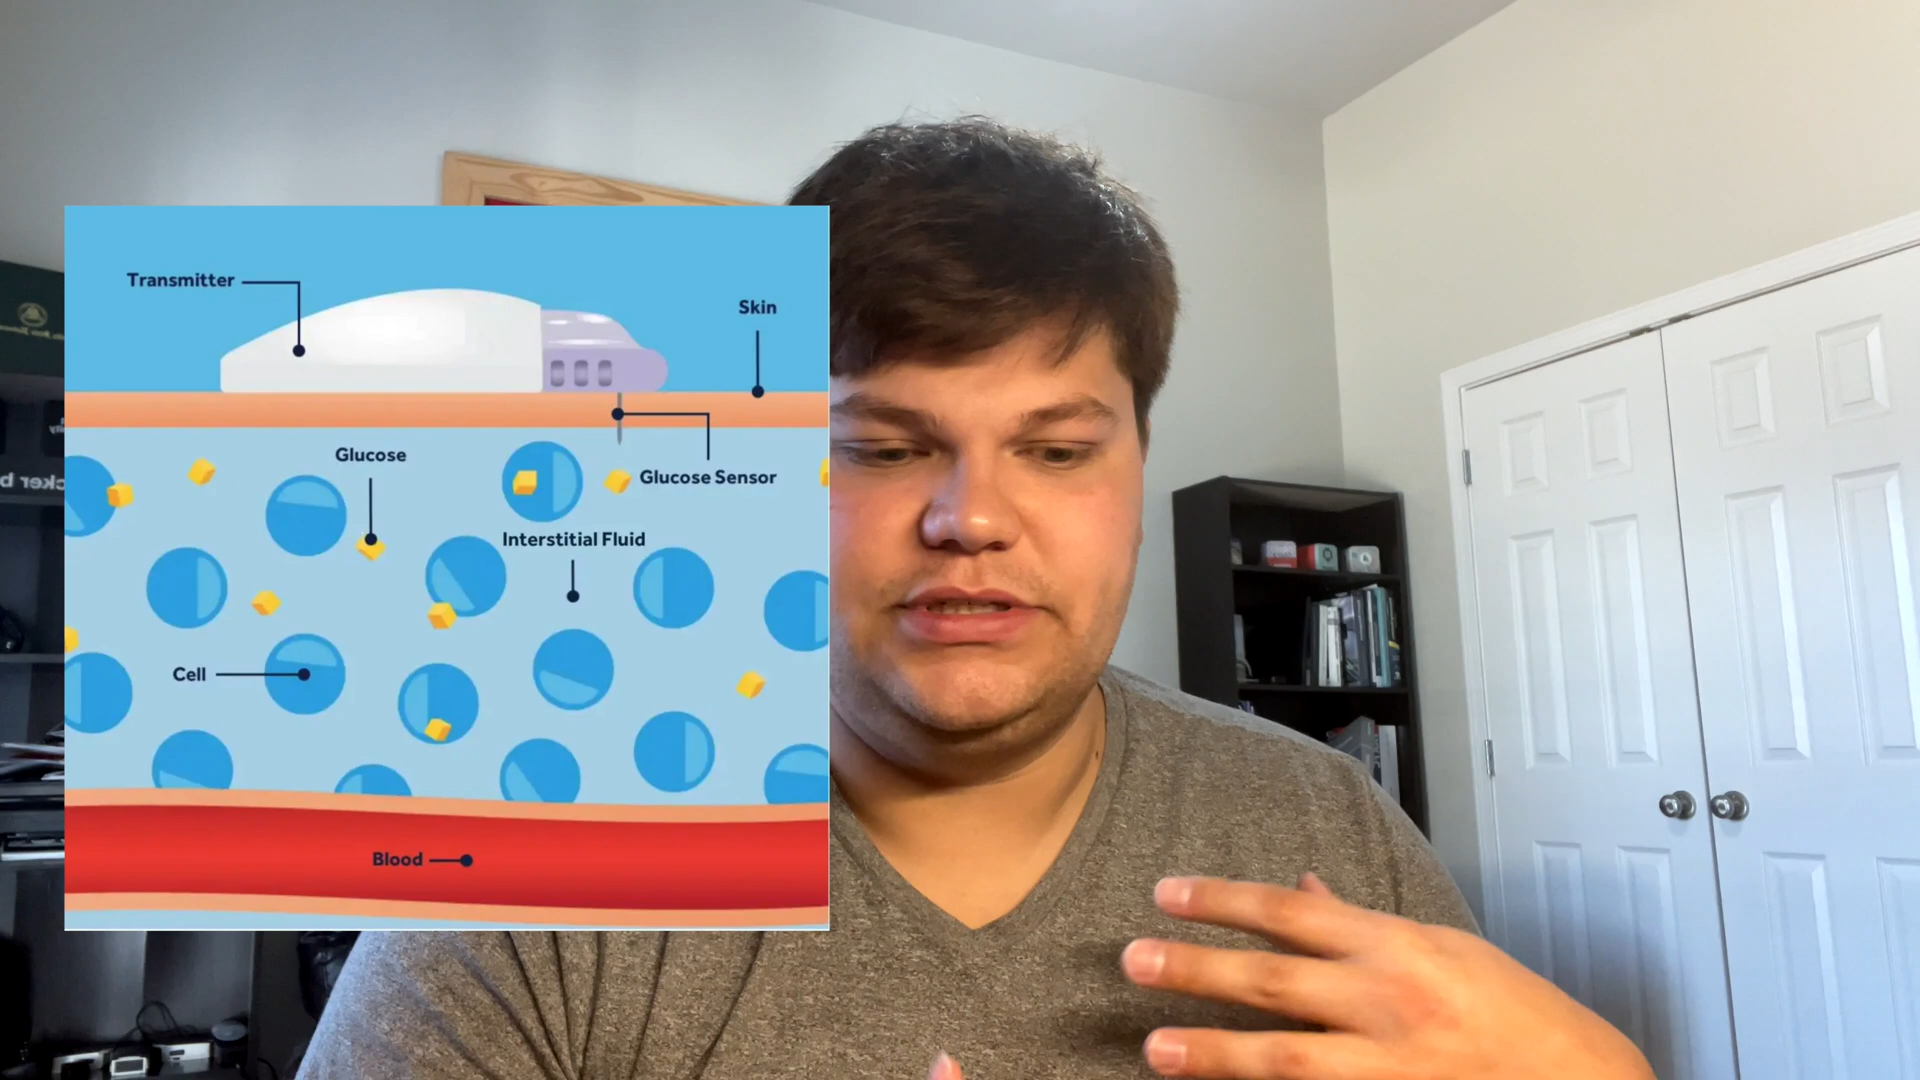 Transmitter
Skin
Glucose
Glucose Sensor
Interstitial Fluid
Cell
Blood